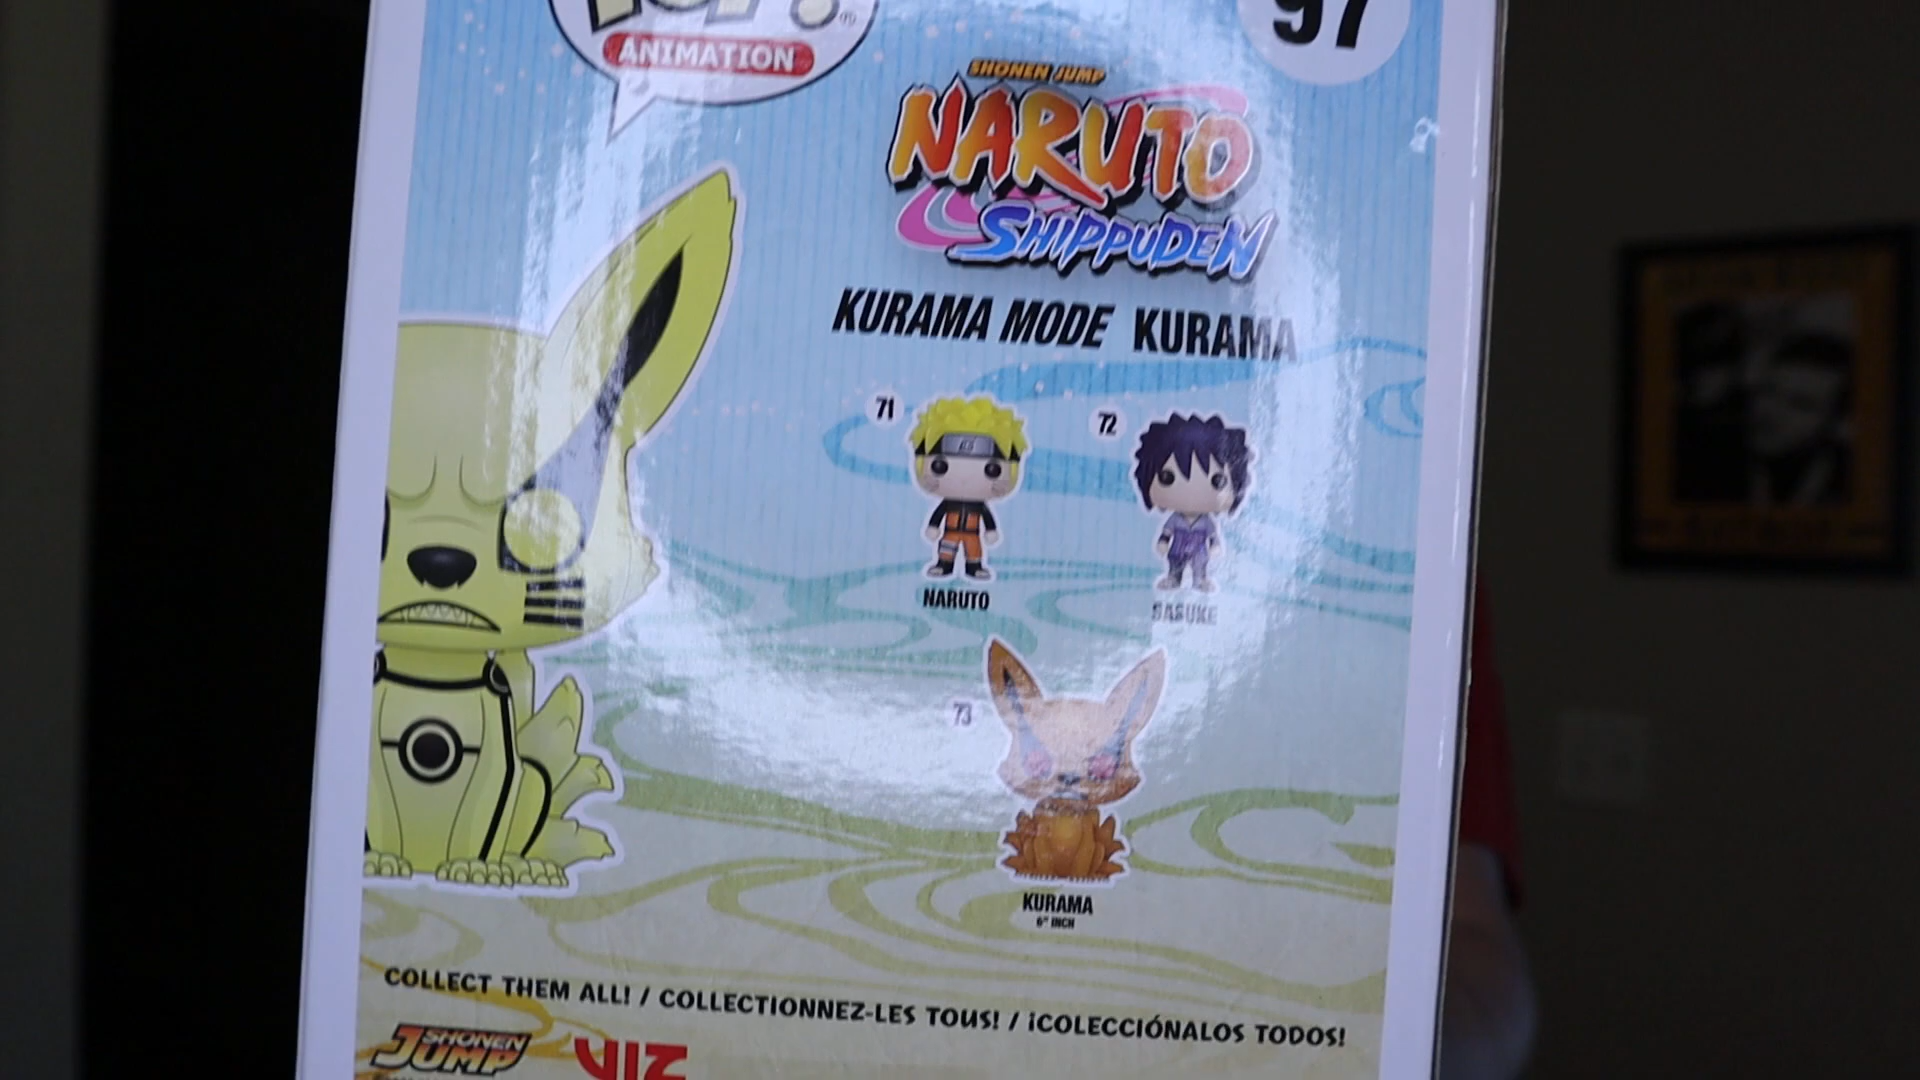 POP!
ANIMATION
97
SHONEN JUMP
NARUTO
SHIPPUDEN
KURAMA MODE KURAMA
71
72
NARUTO
SASUKE
73
KURAMA
6" INCH
COLLECT THEM ALL! / COLLECTIONNEZ-LES TOUS! / ¡COLECCIÓNALOS TODOS!
SHONEN
JUMP
VIZ